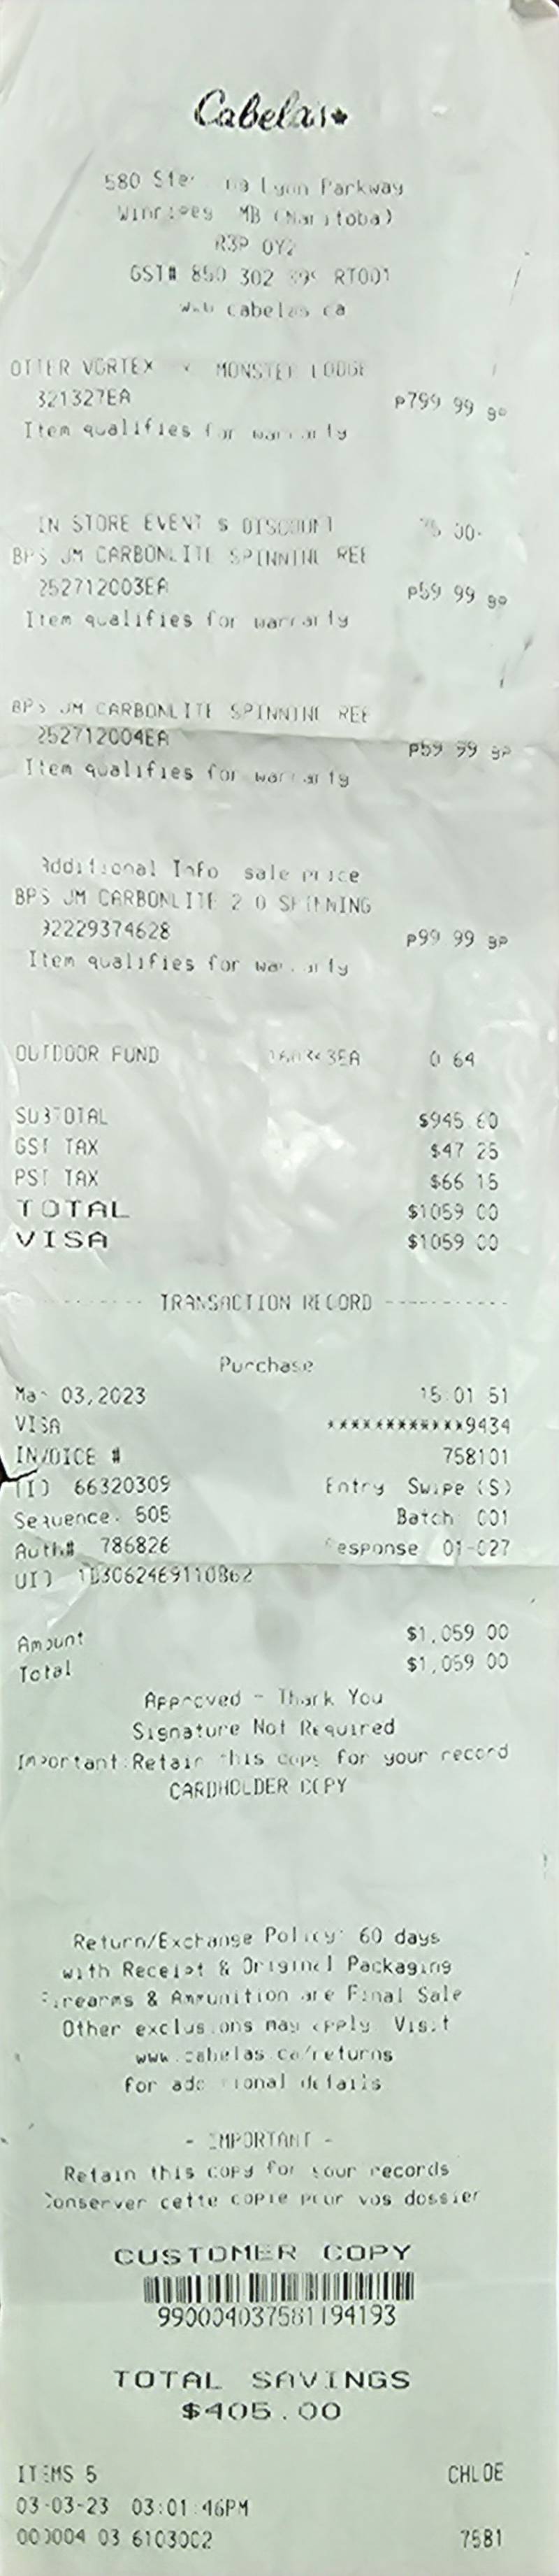 Cabela's
580 Lyon Parkway
Winnipeg MB (Manitoba)
R3P 0Y2
GST# 850 302 RT001
cabelas ca
OTTER VORTEX MONSTER LODGE
321327EA
P799 99 gp
Item qualifies for warranty
IN STORE EVENT $ DISCOUNT 75 00-
BPS JM CARBONLITE SPINNING REE
252712003EA
P59 99 gp
Item qualifies for warranty
BPS JM CARBONLITE SPINNING REE
252712004EA
P59 99 gp
Item qualifies for warranty
Additional Info sale price
BPS JM CARBONLITE 2 0 SPINNING
92229374628
P99 99 gp
Item qualifies for warranty
OUTDOOR FUND 0 64
SUBTOTAL $945 60
GST TAX $47 25
PST TAX $66 15
TOTAL $1059 00
VISA $1059 00
---------- TRANSACTION RECORD -----------
Purchase
Mar 03,2023 15 01 51
VISA ************9434
INVOICE # 758101
TID 66320309 Entry Swipe (S)
Sequence. 505 Batch 001
Auth# 786826 Response 01-027
UID
Amount $1,059 00
Total $1,059 00
Approved - Thank You
Signature Not Required
Important:Retain this copy for your record
CARDHOLDER COPY
Return/Exchange Policy: 60 days
with Receipt & Original Packaging
Firearms & Ammunition are Final Sale
Other exclusions may apply Visit
www.cabelas.ca/returns
for additional details
- IMPORTANT -
Retain this copy for your records
Conserver cette copie pour vos dossier
CUSTOMER COPY
990004037581194193
TOTAL SAVINGS
$405.00
ITEMS 5 CHLOE
03-03-23 03:01:46PM
000004 03 6103002 7581